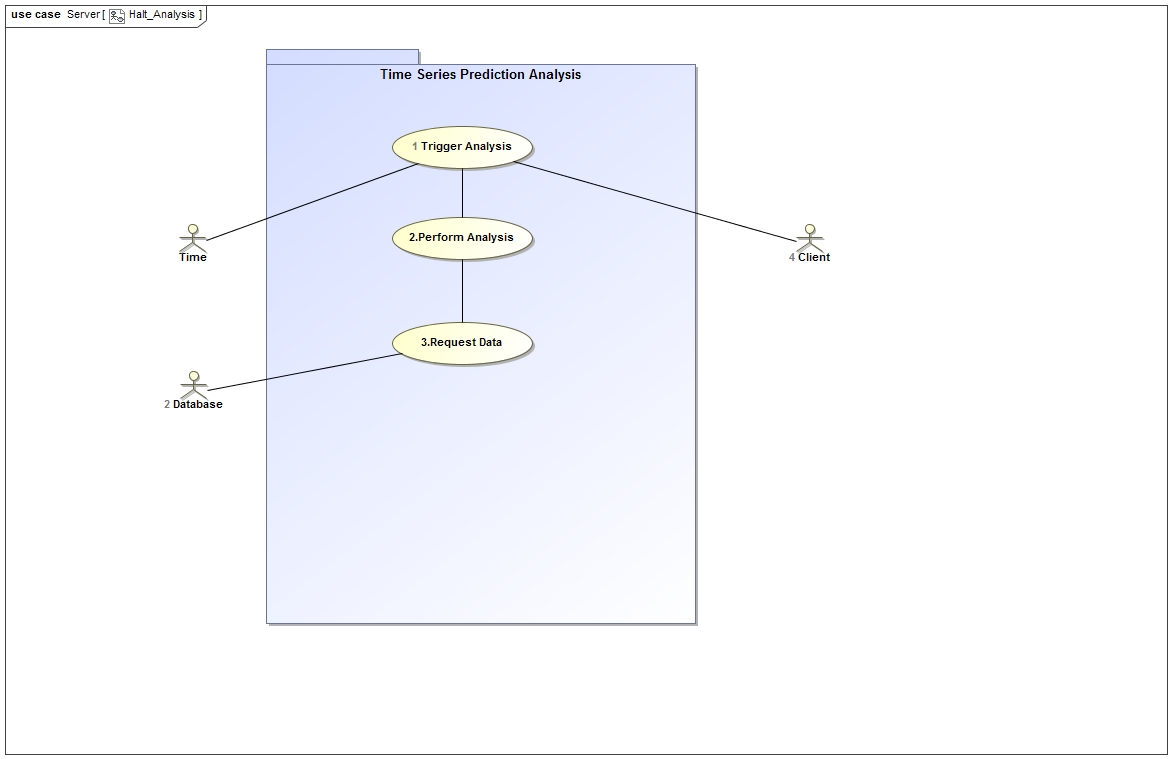 use case Server[ Halt_Analysis ]
Time Series Prediction Analysis
1 Trigger Analysis
2.Perform Analysis
Time
4 Client
3.Request Data
2 Database